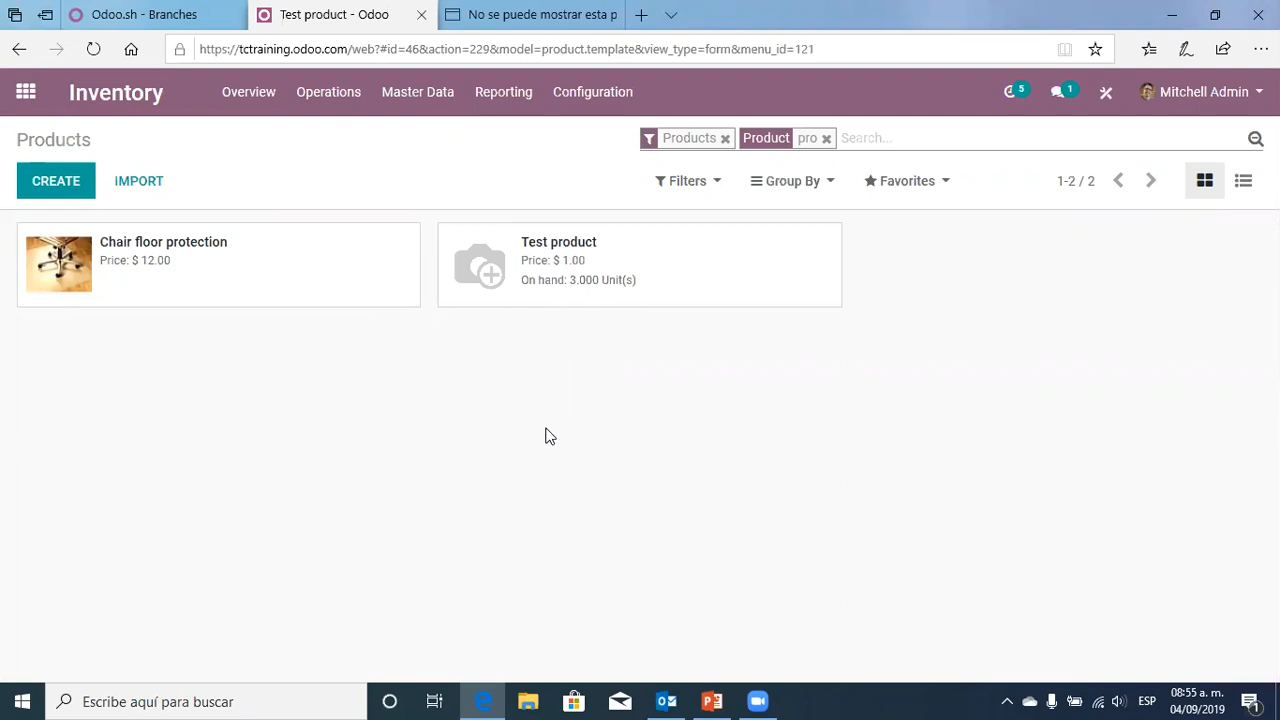 Odoo.sh - Branches
Test product - Odoo
No se puede mostrar esta p
https://tctraining.odoo.com/web?#id=46&action=229&model=product.template&view_type=form&menu_id=121
Inventory Overview Operations Master Data Reporting Configuration 5 1 Mitchell Admin
Products
Products Product pro Search...
CREATE IMPORT Filters Group By Favorites 1-2 / 2
Chair floor protection
Price: $ 12.00
Test product
Price: $ 1.00
On hand: 3.000 Unit(s)
Escribe aquí para buscar
ESP
08:55 a. m.
04/09/2019
1